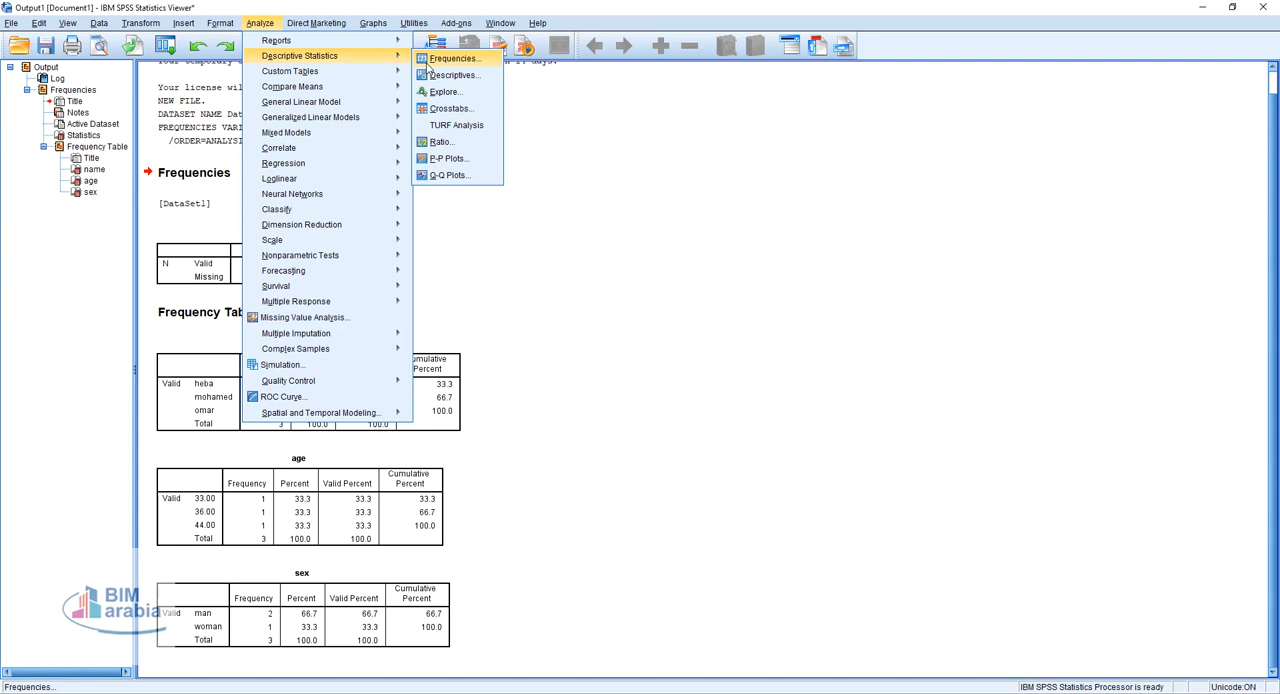 Output1 [Document1] - IBM SPSS Statistics Viewer*
File Edit View Data Transform Insert Format Analyze Direct Marketing Graphs Utilities Add-ons Window Help
Output
Log
Frequencies
Title
Notes
Active Dataset
Statistics
Frequency Table
Title
name
age
sex
Reports
Descriptive Statistics
Custom Tables
Compare Means
General Linear Model
Generalized Linear Models
Mixed Models
Correlate
Regression
Loglinear
Neural Networks
Classify
Dimension Reduction
Scale
Nonparametric Tests
Forecasting
Survival
Multiple Response
Missing Value Analysis...
Multiple Imputation
Complex Samples
Simulation...
Quality Control
ROC Curve...
Spatial and Temporal Modeling...
Frequencies...
Descriptives...
Explore...
Crosstabs...
TURF Analysis
Ratio...
P-P Plots...
Q-Q Plots...
Your temporary
Your license wil
NEW FILE.
DATASET NAME Dat
FREQUENCIES VARI
/ORDER=ANALYSI
Frequencies
[DataSet1]
N Valid
Missing
Frequency Ta
Percent
Valid heba 33.3
mohamed 66.7
omar 100.0
Total 3 100.0 100.0
age
Frequency Percent Valid Percent Cumulative Percent
Valid 33.00 1 33.3 33.3 33.3
36.00 1 33.3 33.3 66.7
44.00 1 33.3 33.3 100.0
Total 3 100.0 100.0
sex
Frequency Percent Valid Percent Cumulative Percent
Valid man 2 66.7 66.7 66.7
woman 1 33.3 33.3 100.0
Total 3 100.0 100.0
BIM
arabia
Frequencies...
IBM SPSS Statistics Processor is ready
Unicode:ON